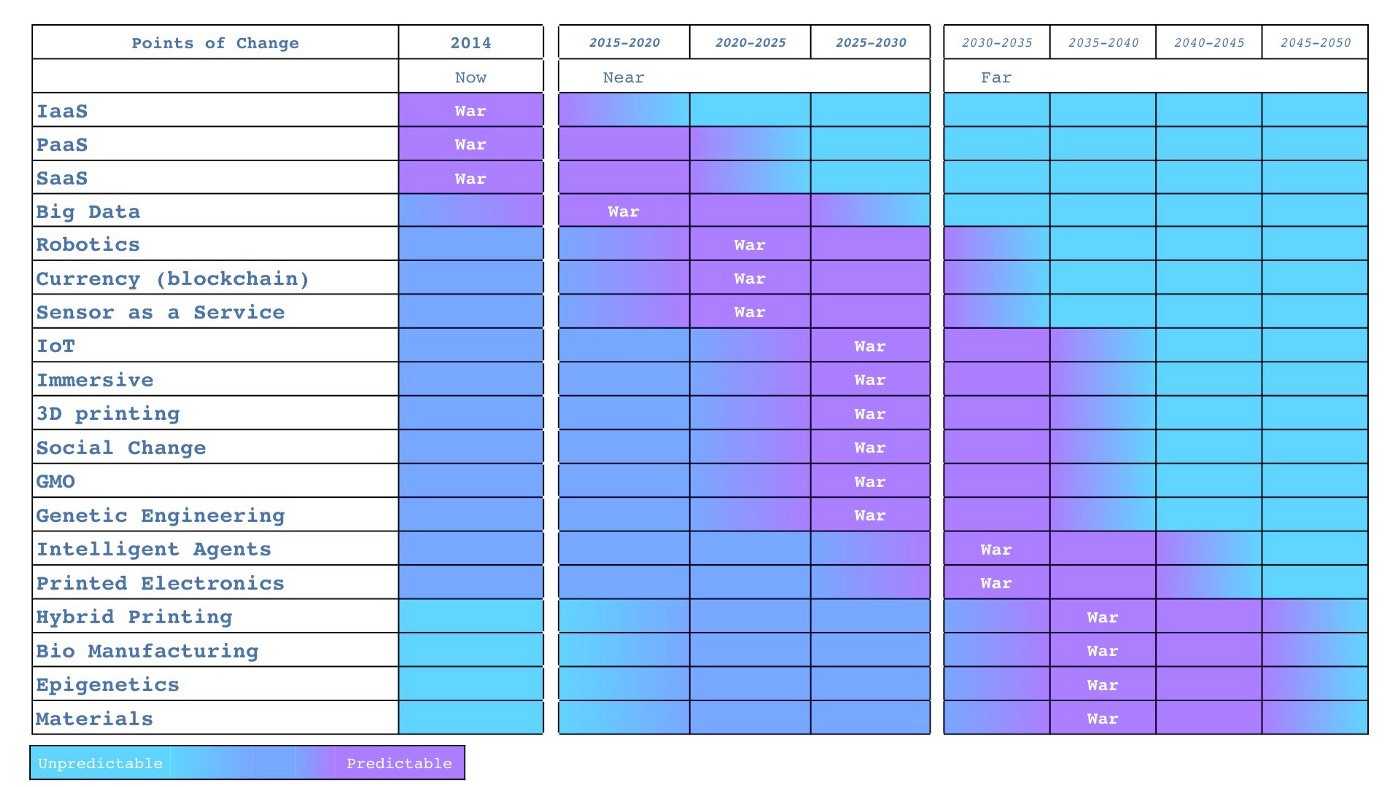 Points of Change 2014 2015-2020 2020-2025 2025-2030 2030-2035 2035-2040 2040-2045 2045-2050
Now Near Far
IaaS War
PaaS War
SaaS War
Big Data War
Robotics War
Currency (blockchain) War
Sensor as a Service War
IoT War
Immersive War
3D printing War
Social Change War
GMO War
Genetic Engineering War
Intelligent Agents War
Printed Electronics War
Hybrid Printing War
Bio Manufacturing War
Epigenetics War
Materials War
Unpredictable Predictable